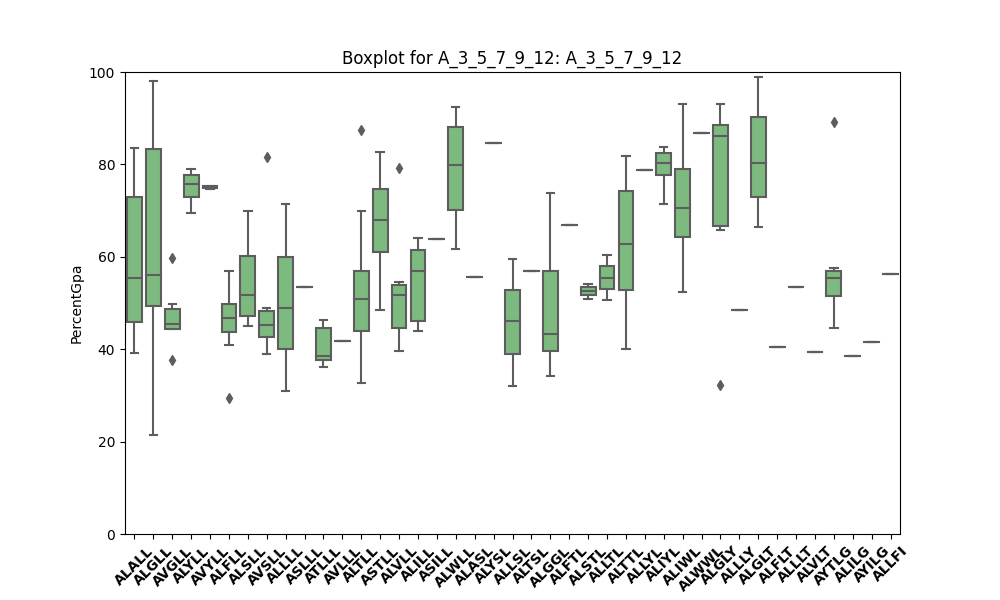 Boxplot for A_3_5_7_9_12: A_3_5_7_9_12
PercentGpa
100
80
60
40
20
0
ALALL
ALGLL
AVGLL
ALYLL
AVYLL
ALFLL
ALSLL
AVSLL
ALLLL
ASLLL
ATLLL
AVLLL
ALTLL
ASTLL
ALVLL
ALILL
ASILL
ALWLL
ALASL
ALYSL
ALLSL
ALTSL
ALGGL
ALFTL
ALSTL
ALLTL
ALTTL
ALLYL
ALIYL
ALIWL
ALWWL
ALGLY
ALLLY
ALGLT
ALFLT
ALLLT
ALVLT
AYTLG
ALILG
AYILG
ALLFI